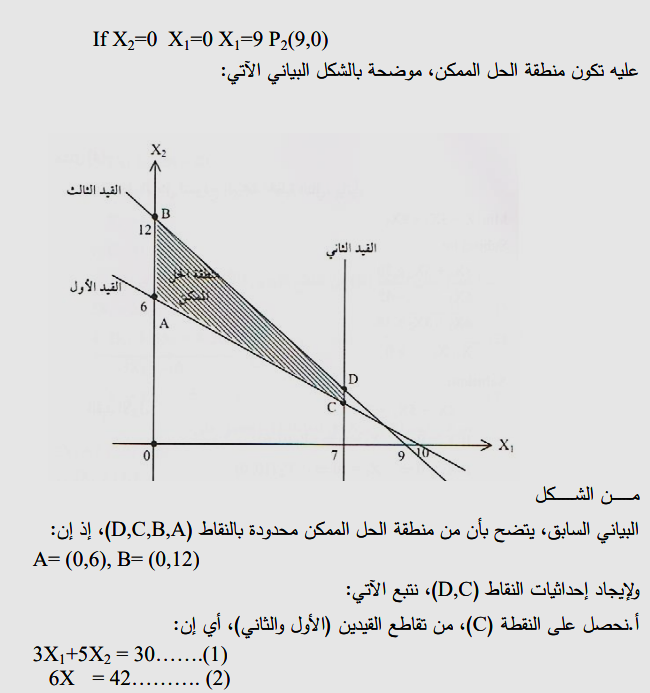 If X₂=0 X₁=0 X₁=9 P₂(9,0)
عليه تكون منطقة الحل الممكن، موضحة بالشكل البياني الآتي:
X₂
القيد الثالث
B
12
القيد الثاني
منطقة الحل
الممكن
القيد الأول
6
A
D
C
X₁
0
7
9
10
مـــن الشـــكل
البياني السابق، يتضح بأن من منطقة الحل الممكن محدودة بالنقاط (D,C,B,A)، إذ إن:
A= (0,6), B= (0,12)
ولإيجاد إحداثيات النقاط (D,C)، نتبع الآتي:
أ.نحصل على النقطة (C)، من تقاطع القيدين (الأول والثاني)، أي إن:
3X₁+5X₂ = 30…….(1)
6X = 42………. (2)